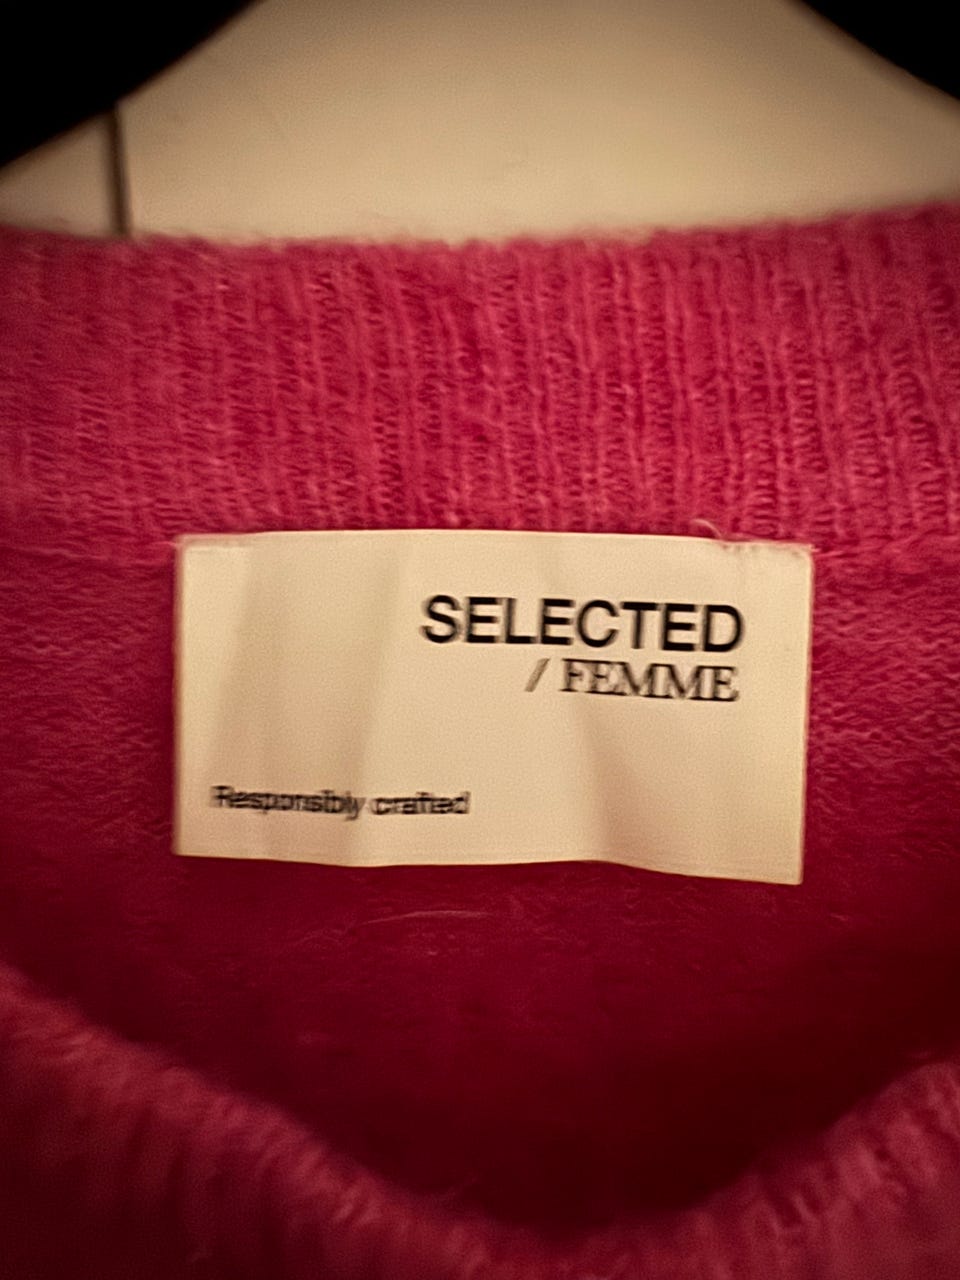 SELECTED
/ FEMME
Responsibly crafted